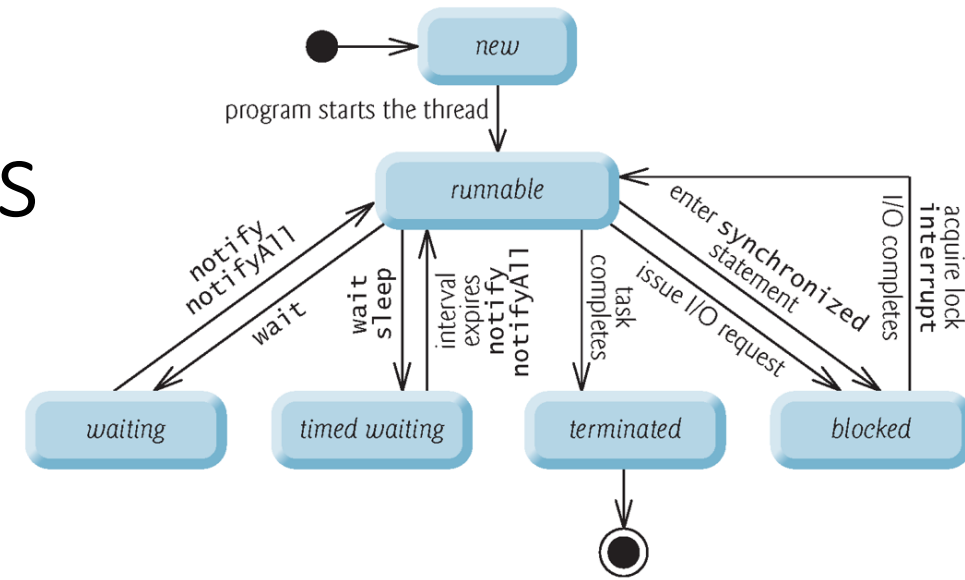 new
program starts the thread
S
runnable
notify
notifyAll
wait
wait
sleep
interval
expires
notify
notifyAll
task
completes
issue I/O request
enter synchronized
statement
I/O completes
interrupt
acquire lock
waiting
timed waiting
terminated
blocked